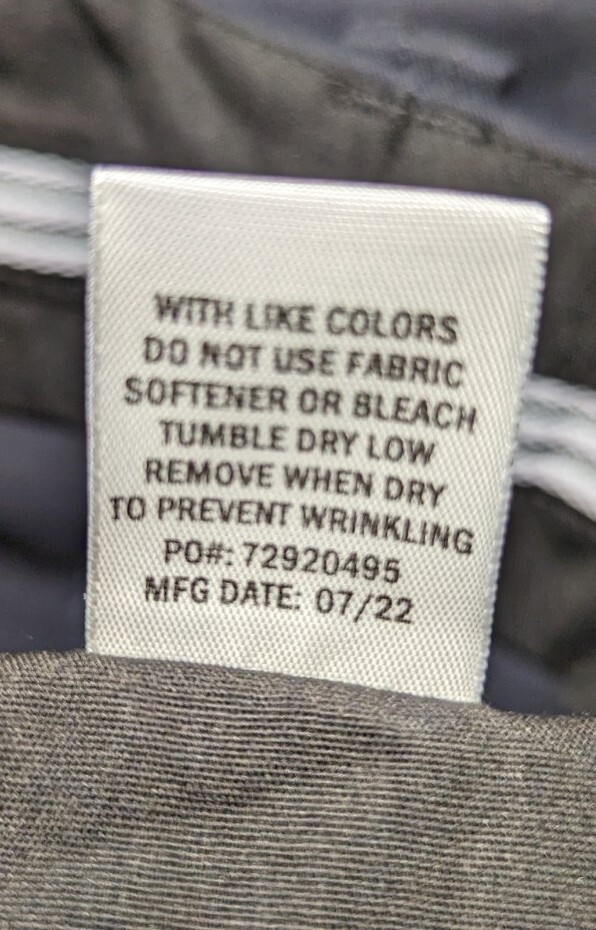 WITH LIKE COLORS
DO NOT USE FABRIC
SOFTENER OR BLEACH
TUMBLE DRY LOW
REMOVE WHEN DRY
TO PREVENT WRINKLING
PO#: 72920495
MFG DATE: 07/22